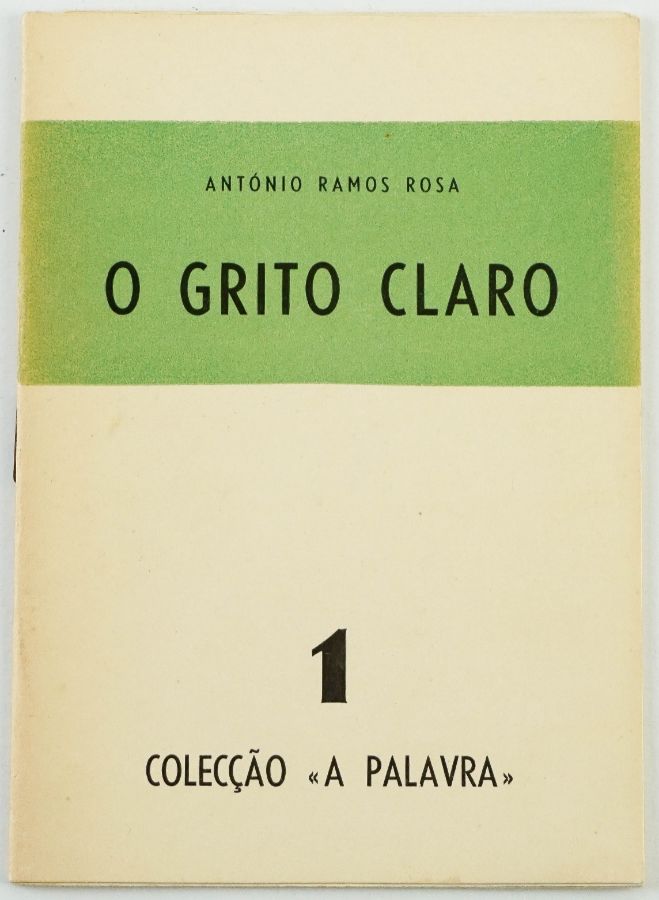 ANTÓNIO RAMOS ROSA
O GRITO CLARO
1
COLECÇÃO «A PALAVRA»